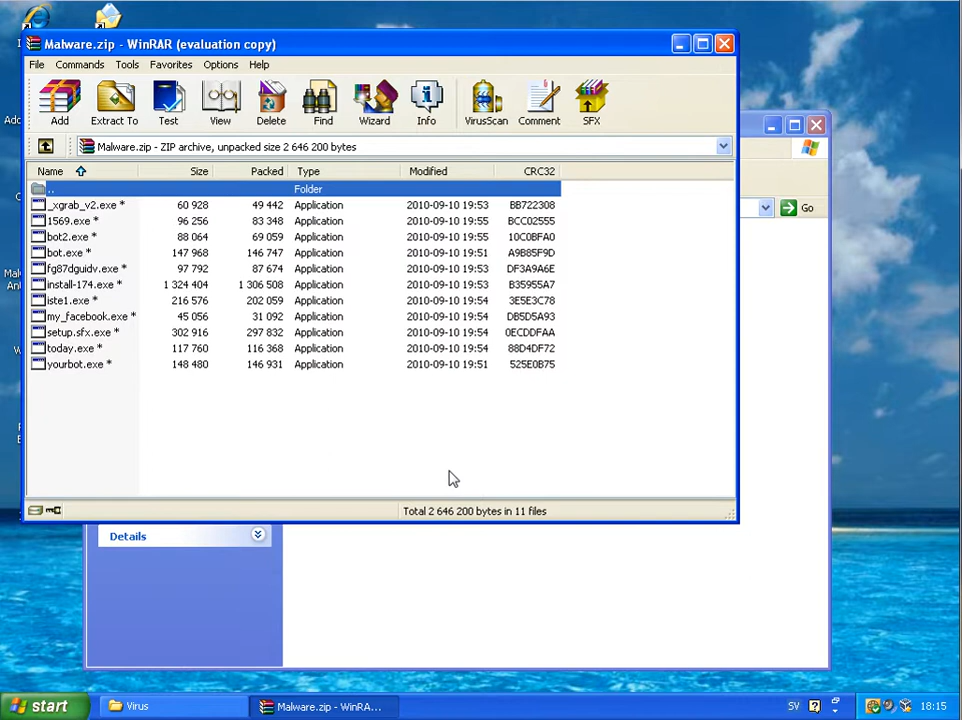 Malware.zip - WinRAR (evaluation copy)
File Commands Tools Favorites Options Help
Add Extract To Test View Delete Find Wizard Info VirusScan Comment SFX
Malware.zip - ZIP archive, unpacked size 2 646 200 bytes
Go
Name Size Packed Type Modified CRC32
.. Folder
_xgrab_v2.exe * 60 928 49 442 Application 2010-09-10 19:53 BB722308
1569.exe * 96 256 83 348 Application 2010-09-10 19:55 BCC02555
bot2.exe * 88 064 69 059 Application 2010-09-10 19:55 10C0BFA0
bot.exe * 147 968 146 747 Application 2010-09-10 19:51 A9B85F9D
fg87dguidv.exe * 97 792 87 674 Application 2010-09-10 19:53 DF3A9A6E
install-174.exe * 1 324 404 1 306 508 Application 2010-09-10 19:53 B35955A7
iste1.exe * 216 576 202 059 Application 2010-09-10 19:54 3E5E3C78
my_facebook.exe * 45 056 31 092 Application 2010-09-10 19:54 DB5D5A93
setup.sfx.exe * 302 916 297 832 Application 2010-09-10 19:54 0ECDDFAA
today.exe * 117 760 116 368 Application 2010-09-10 19:54 88D4DF72
yourbot.exe * 148 480 146 931 Application 2010-09-10 19:51 525E0B75
Total 2 646 200 bytes in 11 files
Details
start Virus Malware.zip - WinRA... SV 18:15